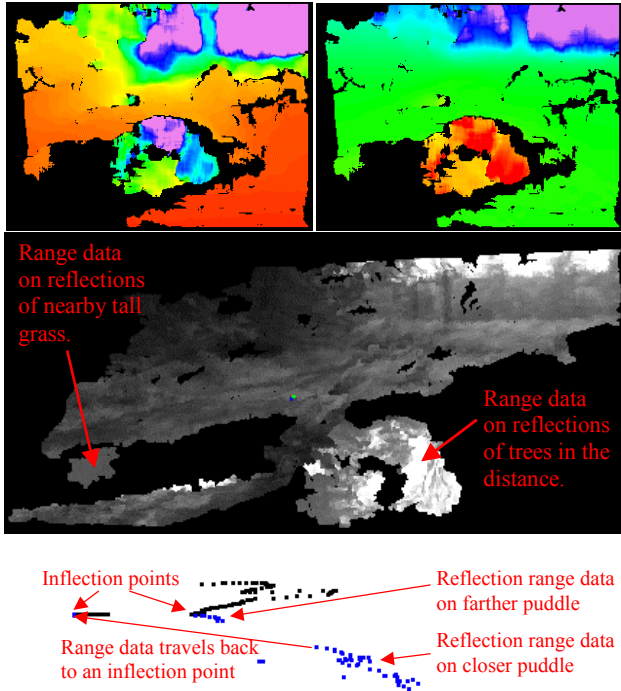 Range data
on reflections
of nearby tall
grass.
Range data
on reflections
of trees in the
distance.
Inflection points
Reflection range data
on farther puddle
Range data travels back
to an inflection point
Reflection range data
on closer puddle